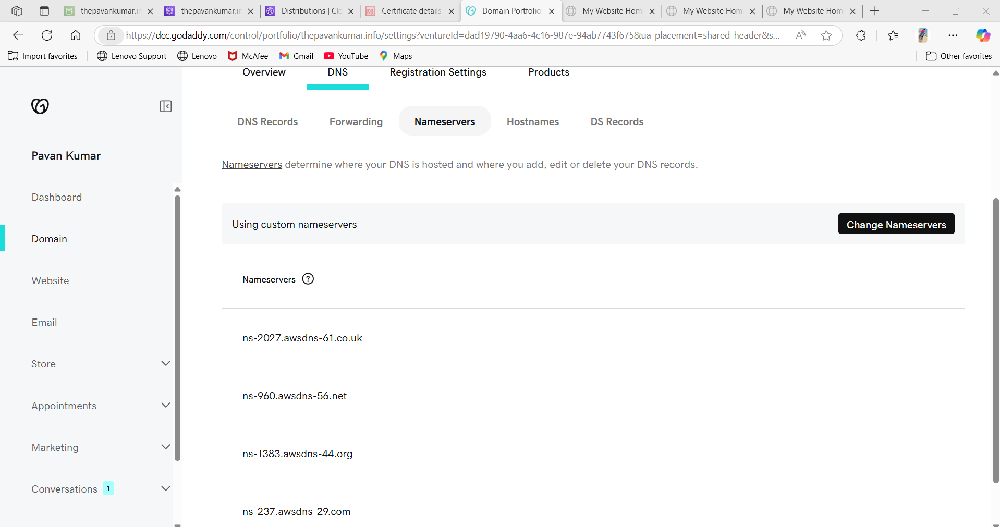 thepavankumar.in
thepavankumar.in
Distributions | Clo
Certificate details
Domain Portfolio
My Website Hom
My Website Hom
My Website Hom
https://dcc.godaddy.com/control/portfolio/thepavankumar.info/settings?ventureId=dad19790-4aa6-4c16-987e-94ab7743f675&ua_placement=shared_header&s...
Import favorites
Lenovo Support
Lenovo
McAfee
Gmail
YouTube
Maps
Other favorites
Overview
DNS
Registration Settings
Products
DNS Records
Forwarding
Nameservers
Hostnames
DS Records
Pavan Kumar
Nameservers determine where your DNS is hosted and where you add, edit or delete your DNS records.
Dashboard
Domain
Website
Email
Store
Appointments
Marketing
Conversations 1
Using custom nameservers
Change Nameservers
Nameservers ?
ns-2027.awsdns-61.co.uk
ns-960.awsdns-56.net
ns-1383.awsdns-44.org
ns-237.awsdns-29.com